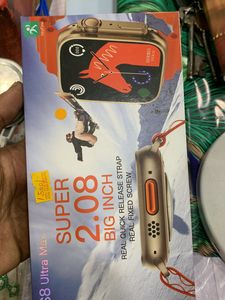 SUPER
2.08
BIG INCH
REAL QUICK RELEASE STRAP
REAL FIXED SCREW
S8 Ultra Max